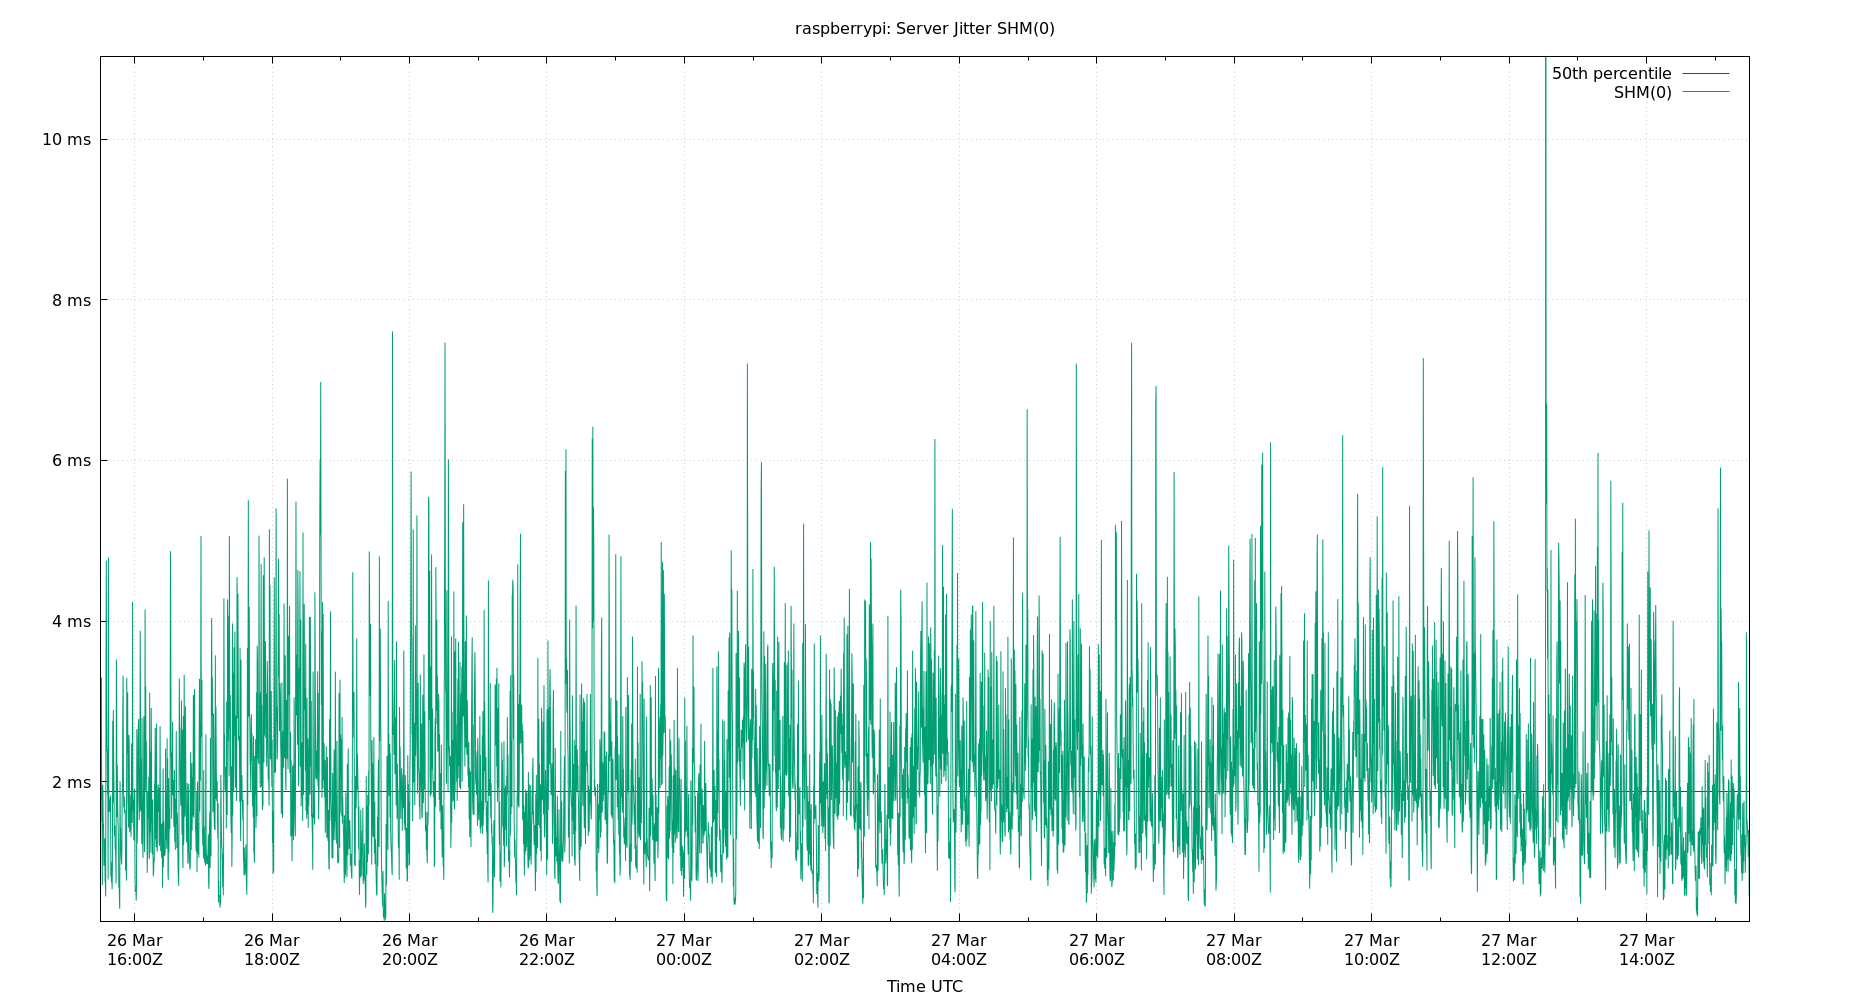 raspberrypi: Server Jitter SHM(0)
50th percentile
SHM(0)
10 ms
8 ms
6 ms
4 ms
2 ms
26 Mar 26 Mar 26 Mar 26 Mar 27 Mar 27 Mar 27 Mar 27 Mar 27 Mar 27 Mar 27 Mar 27 Mar
16:00Z 18:00Z 20:00Z 22:00Z 00:00Z 02:00Z 04:00Z 06:00Z 08:00Z 10:00Z 12:00Z 14:00Z
Time UTC